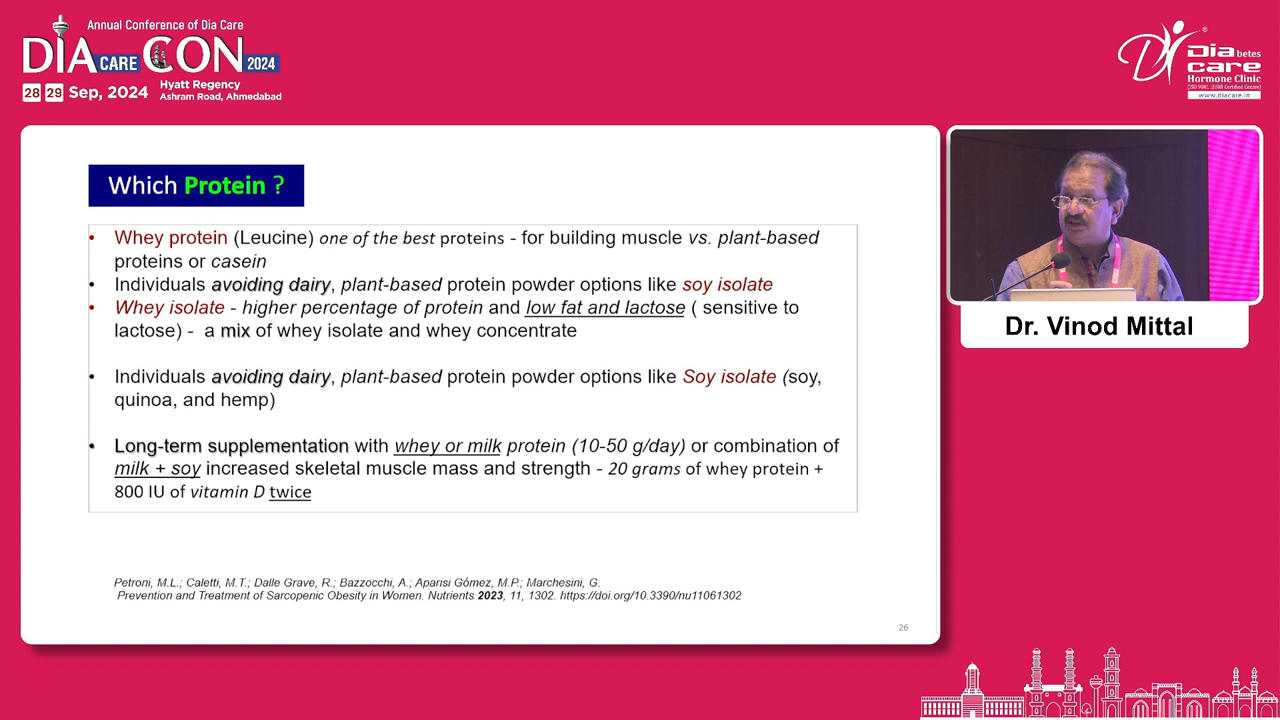 Annual Conference of Dia Care
DIA CARE CON 2024
28 29 Sep, 2024
Hyatt Regency
Ashram Road, Ahmedabad
Diabetes
care
Hormone Clinic
(ISO 9001 :2008 Certified Centre)
www.diacare.in
Which Protein ?
• Whey protein (Leucine) one of the best proteins - for building muscle vs. plant-based
proteins or casein
• Individuals avoiding dairy, plant-based protein powder options like soy isolate
• Whey isolate - higher percentage of protein and low fat and lactose ( sensitive to
lactose) - a mix of whey isolate and whey concentrate
• Individuals avoiding dairy, plant-based protein powder options like Soy isolate (soy,
quinoa, and hemp)
• Long-term supplementation with whey or milk protein (10-50 g/day) or combination of
milk + soy increased skeletal muscle mass and strength - 20 grams of whey protein +
800 IU of vitamin D twice
Petroni, M.L.; Caletti, M.T.; Dalle Grave, R.; Bazzocchi, A.; Aparisi Gómez, M.P.; Marchesini, G.
Prevention and Treatment of Sarcopenic Obesity in Women. Nutrients 2023, 11, 1302. https://doi.org/10.3390/nu11061302
26
Dr. Vinod Mittal